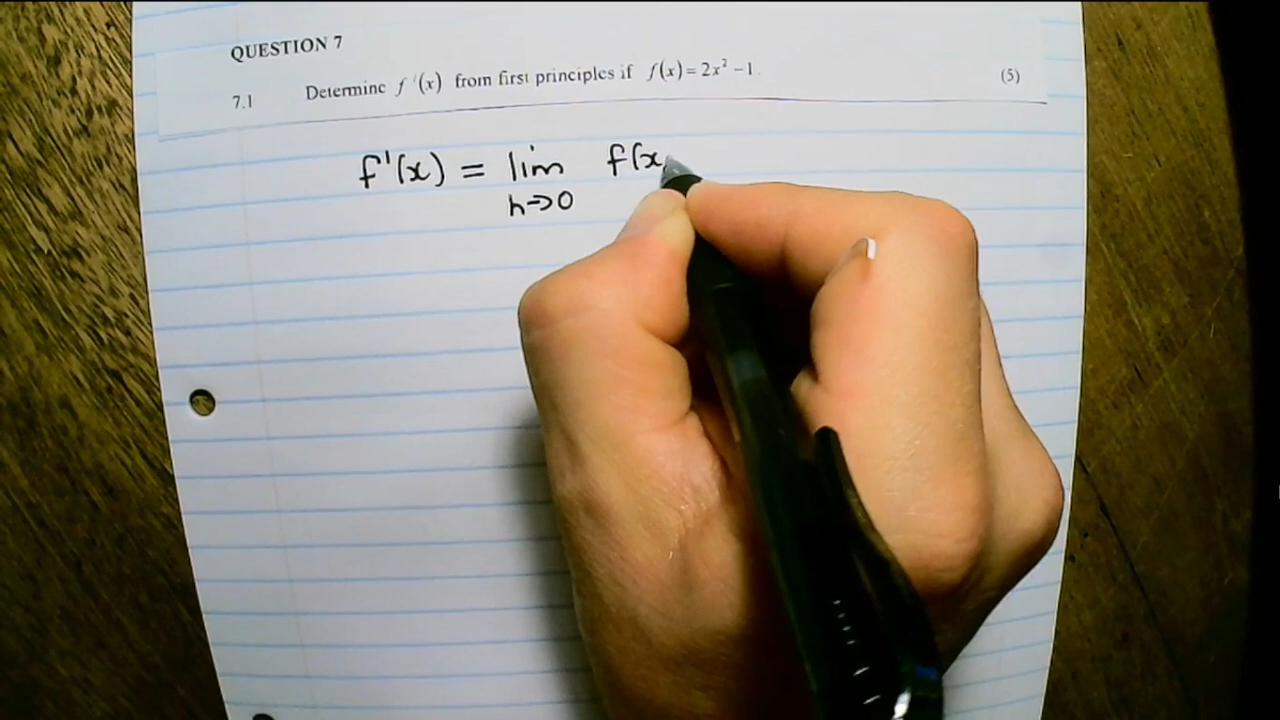 QUESTION 7
7.1 Determine f '(x) from first principles if f(x) = 2x² − 1. (5)
f'(x) = lim f(x
h→0